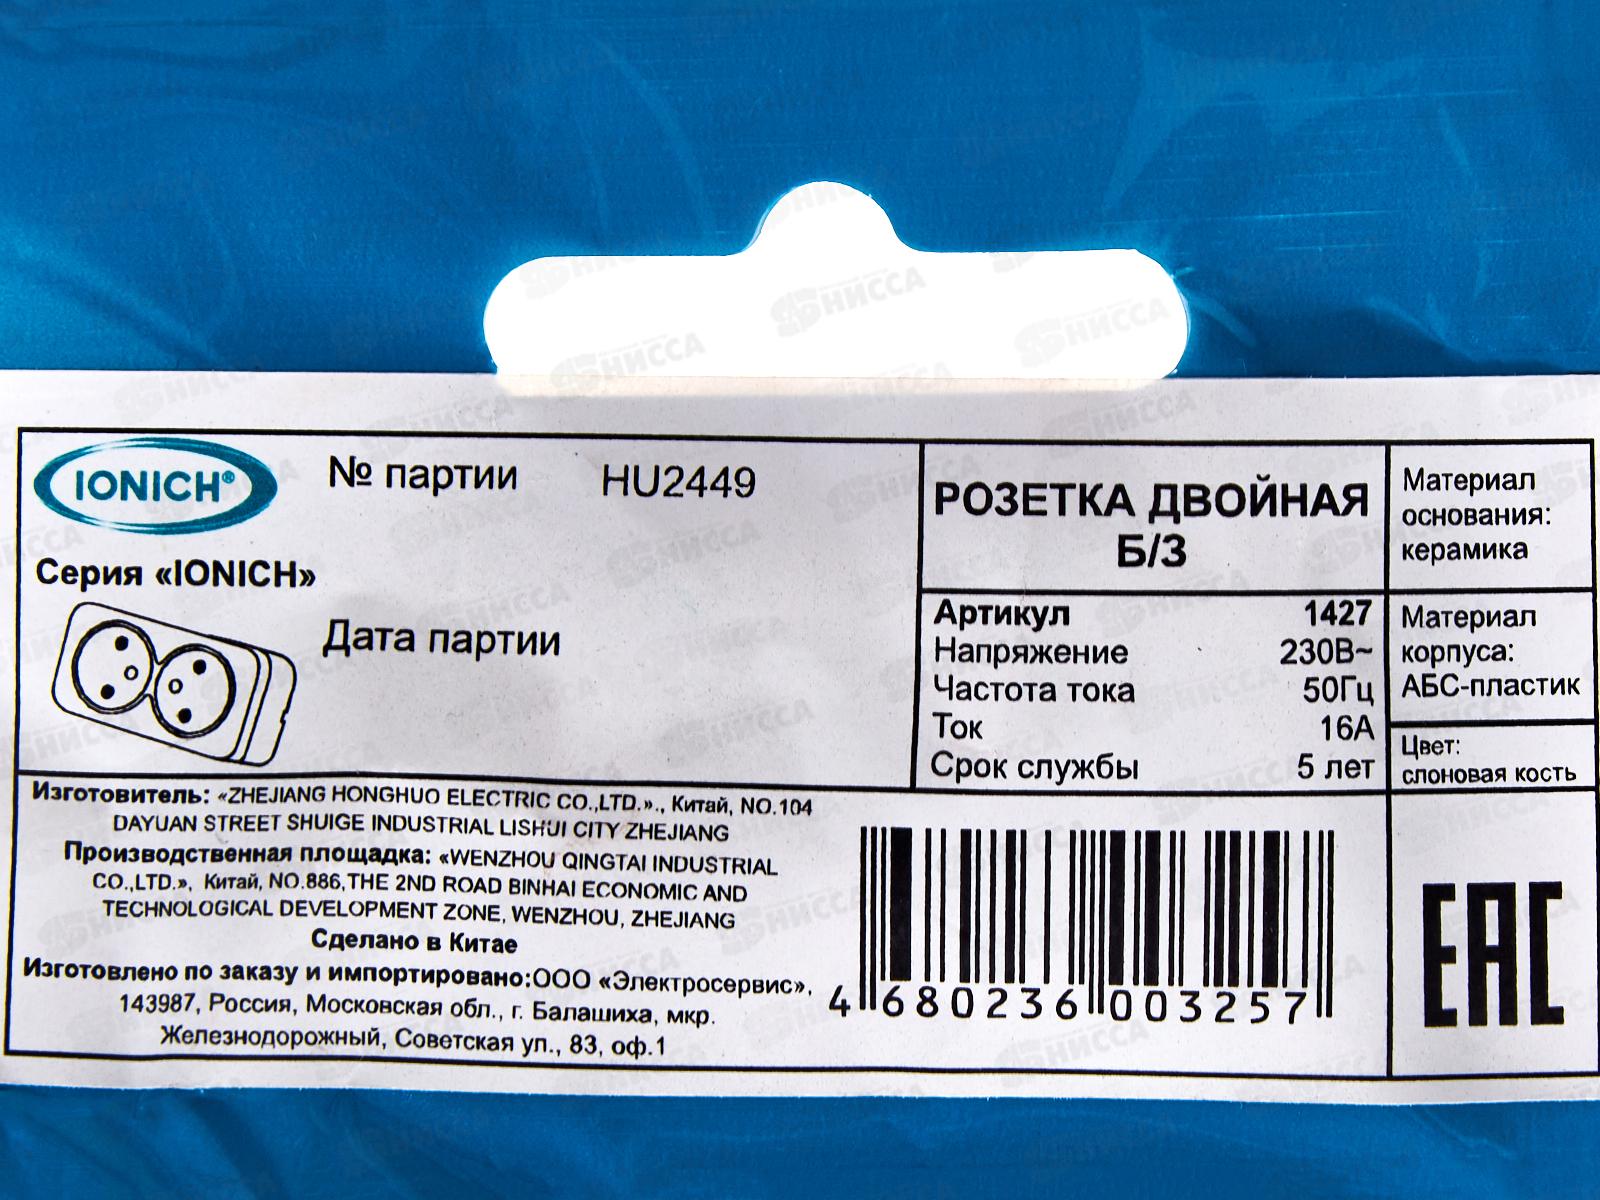 IONICH®
№ партии HU2449
Серия «IONICH»
Дата партии
РОЗЕТКА ДВОЙНАЯ
Б/З
Артикул 1427
Напряжение 230В~
Частота тока 50Гц
Ток 16А
Срок службы 5 лет
Материал
основания:
керамика
Материал
корпуса:
АБС-пластик
Цвет:
слоновая кость
Изготовитель: «ZHEJIANG HONGHUO ELECTRIC CO.,LTD.»., Китай, NO.104
DAYUAN STREET SHUIGE INDUSTRIAL LISHUI CITY ZHEJIANG
Производственная площадка: «WENZHOU QINGTAI INDUSTRIAL
CO.,LTD.», Китай, NO.886,THE 2ND ROAD BINHAI ECONOMIC AND
TECHNOLOGICAL DEVELOPMENT ZONE, WENZHOU, ZHEJIANG
Сделано в Китае
Изготовлено по заказу и импортировано:ООО «Электросервис»,
143987, Россия, Московская обл., г. Балашиха, мкр.
Железнодорожный, Советская ул., 83, оф.1
4 680236 003257
EAC
НИССА